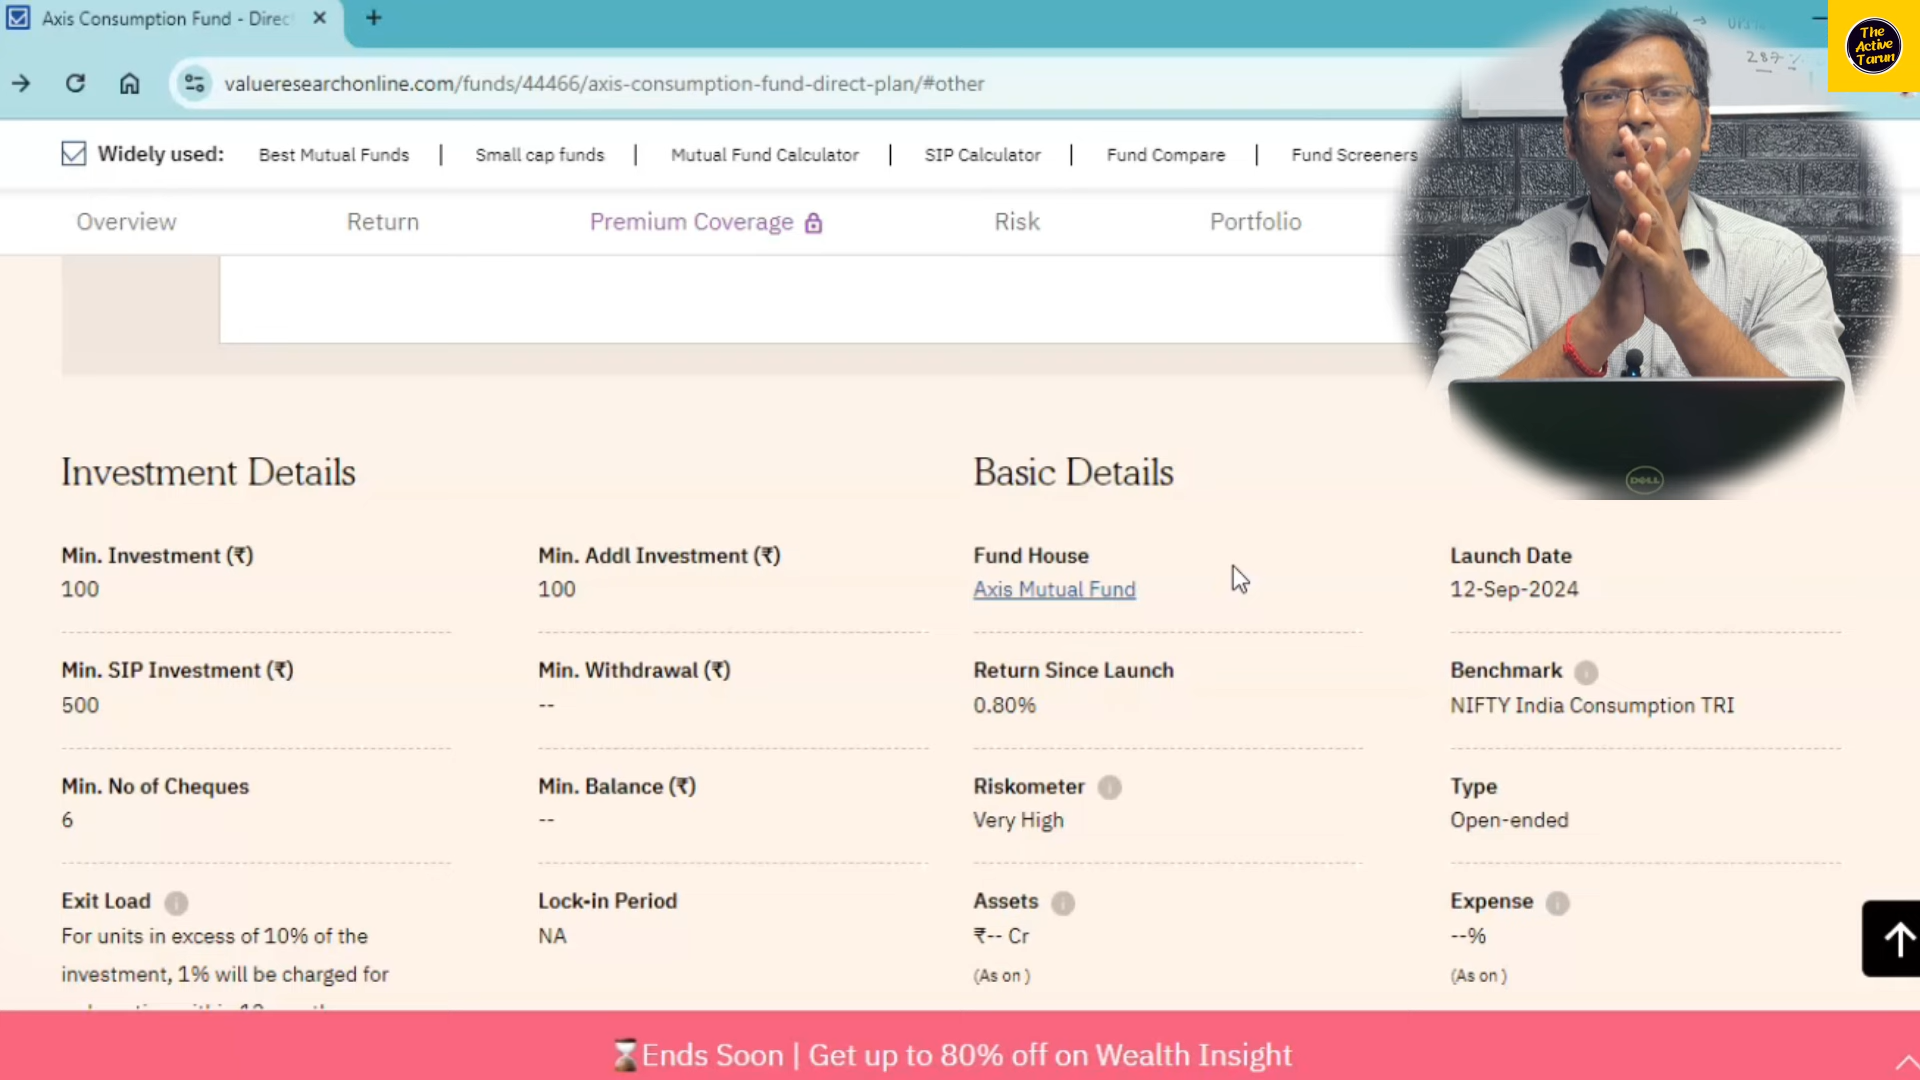 Axis Consumption Fund - Direc
The
Active
Tarun
287 %
valueresearchonline.com/funds/44466/axis-consumption-fund-direct-plan/#other
Widely used: Best Mutual Funds | Small cap funds | Mutual Fund Calculator | SIP Calculator | Fund Compare | Fund Screeners
Overview Return Premium Coverage Risk Portfolio
DELL
Investment Details
Basic Details
Min. Investment (₹)
100
Min. Addl Investment (₹)
100
Fund House
Axis Mutual Fund
Launch Date
12-Sep-2024
Min. SIP Investment (₹)
500
Min. Withdrawal (₹)
--
Return Since Launch
0.80%
Benchmark
NIFTY India Consumption TRI
Min. No of Cheques
6
Min. Balance (₹)
--
Riskometer
Very High
Type
Open-ended
Exit Load
For units in excess of 10% of the
investment, 1% will be charged for
Lock-in Period
NA
Assets
₹-- Cr
(As on )
Expense
--%
(As on )
Ends Soon | Get up to 80% off on Wealth Insight